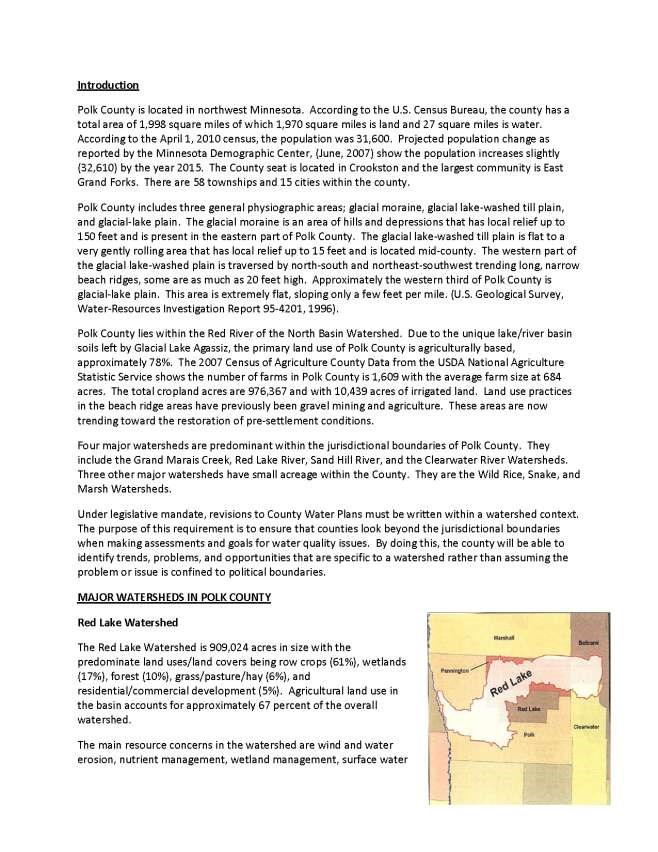 Introduction
Polk County is located in northwest Minnesota.  According to the U.S. Census Bureau, the county has a
total area of 1,998 square miles of which 1,970 square miles is land and 27 square miles is water.
According to the April 1, 2010 census, the population was 31,600.  Projected population change as
reported by the Minnesota Demographic Center, (June, 2007) show the population increases slightly
(32,610) by the year 2015.  The County seat is located in Crookston and the largest community is East
Grand Forks.  There are 58 townships and 15 cities within the county.
Polk County includes three general physiographic areas; glacial moraine, glacial lake-washed till plain,
and glacial-lake plain.  The glacial moraine is an area of hills and depressions that has local relief up to
150 feet and is present in the eastern part of Polk County.  The glacial lake-washed till plain is flat to a
very gently rolling area that has local relief up to 15 feet and is located mid-county.  The western part of
the glacial lake-washed plain is traversed by north-south and northeast-southwest trending long, narrow
beach ridges, some are as much as 20 feet high.  Approximately the western third of Polk County is
glacial-lake plain.  This area is extremely flat, sloping only a few feet per mile. (U.S. Geological Survey,
Water-Resources Investigation Report 95-4201, 1996).
Polk County lies within the Red River of the North Basin Watershed.  Due to the unique lake/river basin
soils left by Glacial Lake Agassiz, the primary land use of Polk County is agriculturally based,
approximately 78%.  The 2007 Census of Agriculture County Data from the USDA National Agriculture
Statistic Service shows the number of farms in Polk County is 1,609 with the average farm size at 684
acres.  The total cropland acres are 976,367 and with 10,439 acres of irrigated land.  Land use practices
in the beach ridge areas have previously been gravel mining and agriculture.  These areas are now
trending toward the restoration of pre-settlement conditions.
Four major watersheds are predominant within the jurisdictional boundaries of Polk County.  They
include the Grand Marais Creek, Red Lake River, Sand Hill River, and the Clearwater River Watersheds.
Three other major watersheds have small acreage within the County.  They are the Wild Rice, Snake, and
Marsh Watersheds.
Under legislative mandate, revisions to County Water Plans must be written within a watershed context.
The purpose of this requirement is to ensure that counties look beyond the jurisdictional boundaries
when making assessments and goals for water quality issues.  By doing this, the county will be able to
identify trends, problems, and opportunities that are specific to a watershed rather than assuming the
problem or issue is confined to political boundaries.
MAJOR WATERSHEDS IN POLK COUNTY
Red Lake Watershed
The Red Lake Watershed is 909,024 acres in size with the
predominate land uses/land covers being row crops (61%), wetlands
(17%), forest (10%), grass/pasture/hay (6%), and
residential/commercial development (5%).  Agricultural land use in
the basin accounts for approximately 67 percent of the overall
watershed.
The main resource concerns in the watershed are wind and water
erosion, nutrient management, wetland management, surface water
Marshall
Beltrami
Pennington
Red Lake
Red Lake
Clearwater
Polk